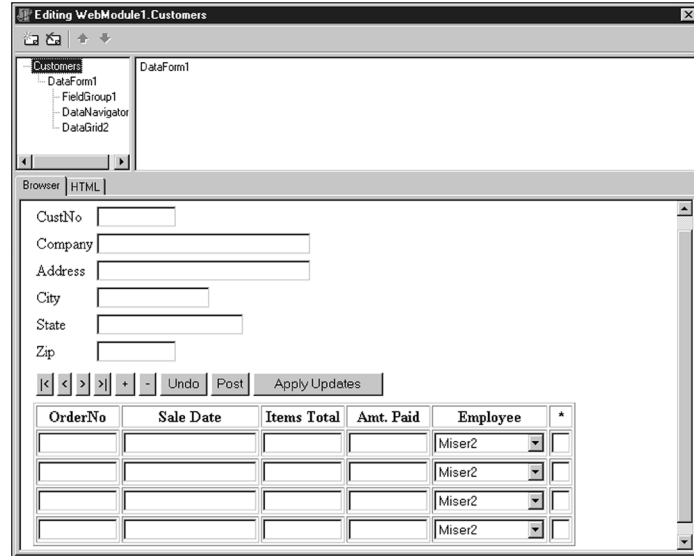 Editing WebModule1.Customers
Customers
DataForm1
FieldGroup1
DataNavigator
DataGrid2
DataForm1
Browser HTML
CustNo
Company
Address
City
State
Zip
|< < > >| + - Undo Post Apply Updates
OrderNo Sale Date Items Total Amt. Paid Employee *
Miser2
Miser2
Miser2
Miser2